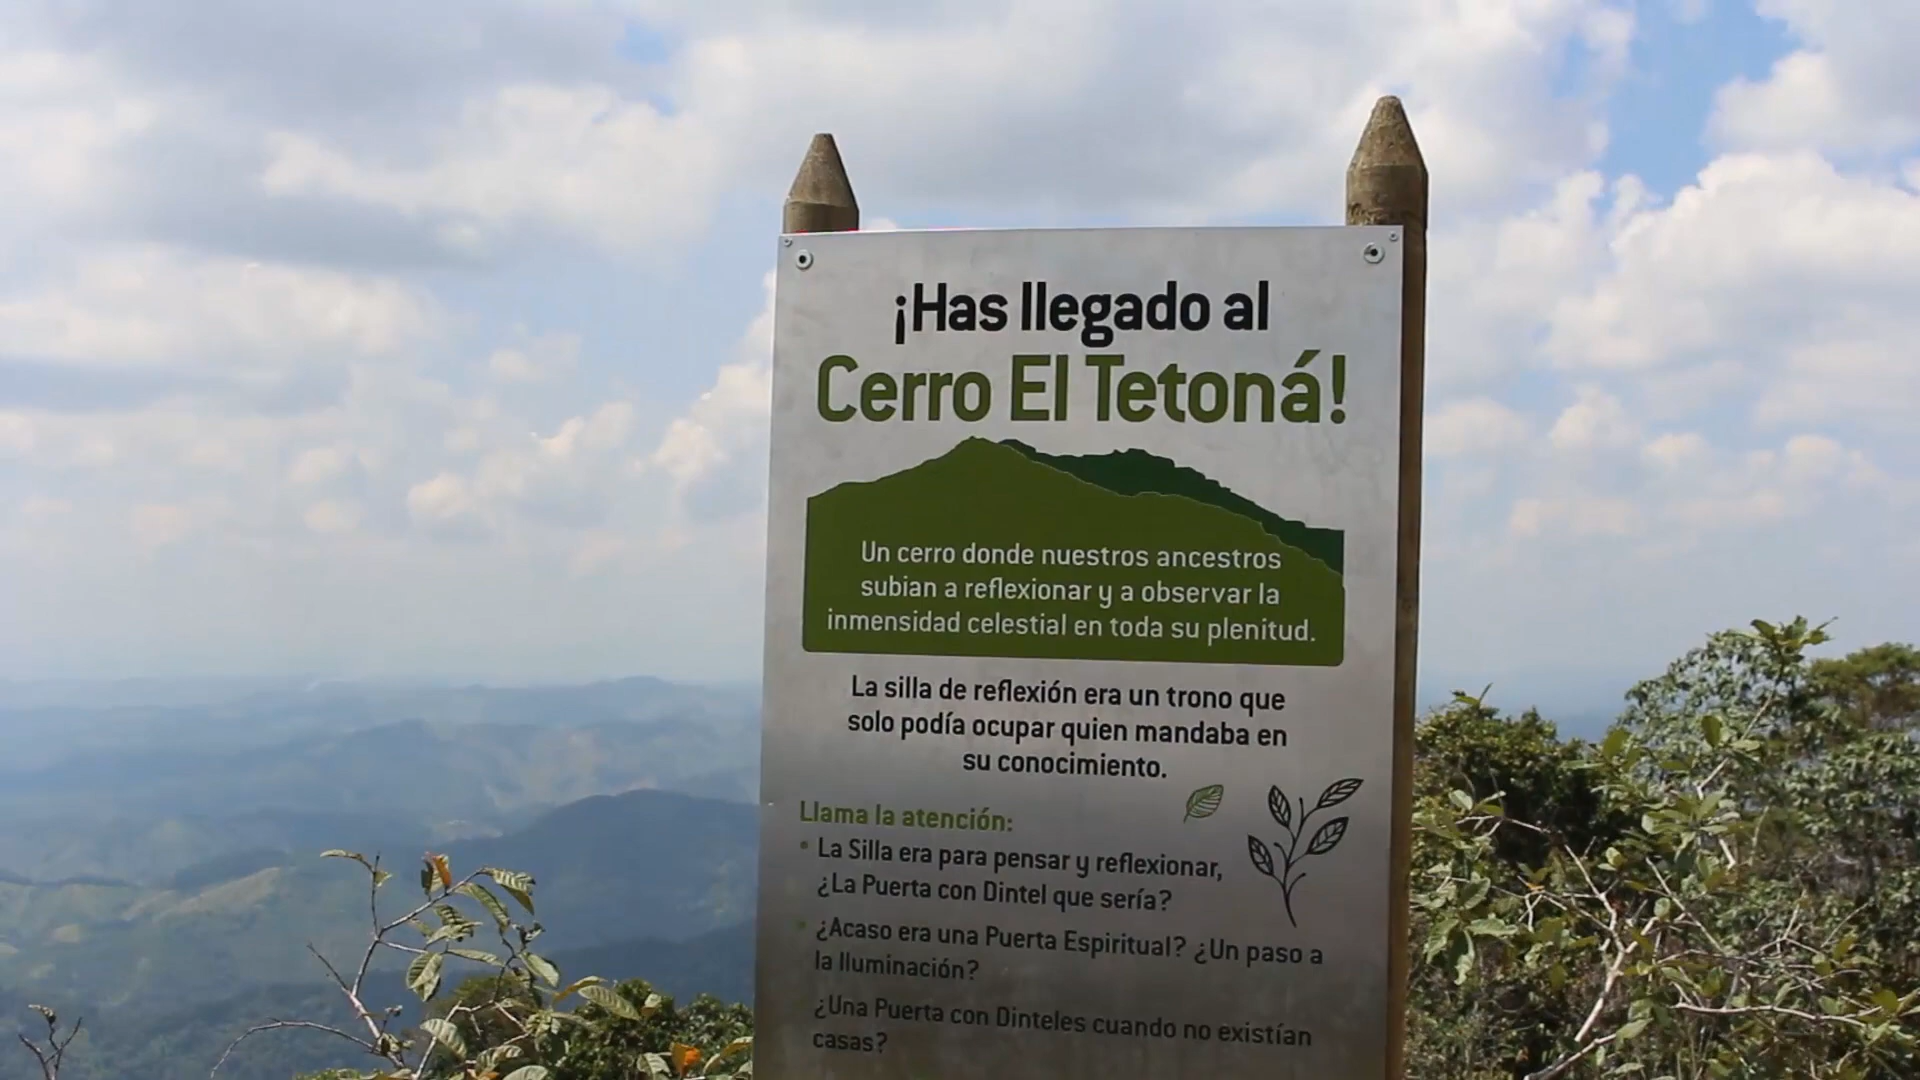 ¡Has llegado al
Cerro El Tetoná!
Un cerro donde nuestros ancestros
subian a reflexionar y a observar la
inmensidad celestial en toda su plenitud.
La silla de reflexión era un trono que
solo podía ocupar quien mandaba en
su conocimiento.
Llama la atención:
• La Silla era para pensar y reflexionar,
¿La Puerta con Dintel que sería?
• ¿Acaso era una Puerta Espiritual? ¿Un paso a
la Iluminación?
¿Una Puerta con Dinteles cuando no existían
casas?